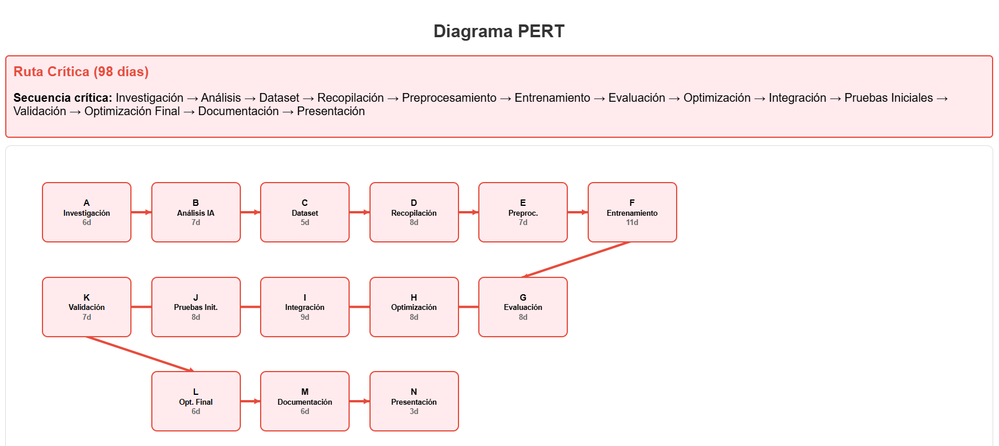 Diagrama PERT
Ruta Crítica (98 días)
Secuencia crítica: Investigación → Análisis → Dataset → Recopilación → Preprocesamiento → Entrenamiento → Evaluación → Optimización → Integración → Pruebas Iniciales →
Validación → Optimización Final → Documentación → Presentación
A
Investigación
6d
B
Análisis IA
7d
C
Dataset
5d
D
Recopilación
8d
E
Preproc.
7d
F
Entrenamiento
11d
K
Validación
7d
J
Pruebas Init.
8d
I
Integración
9d
H
Optimización
8d
G
Evaluación
8d
L
Opt. Final
6d
M
Documentación
6d
N
Presentación
3d